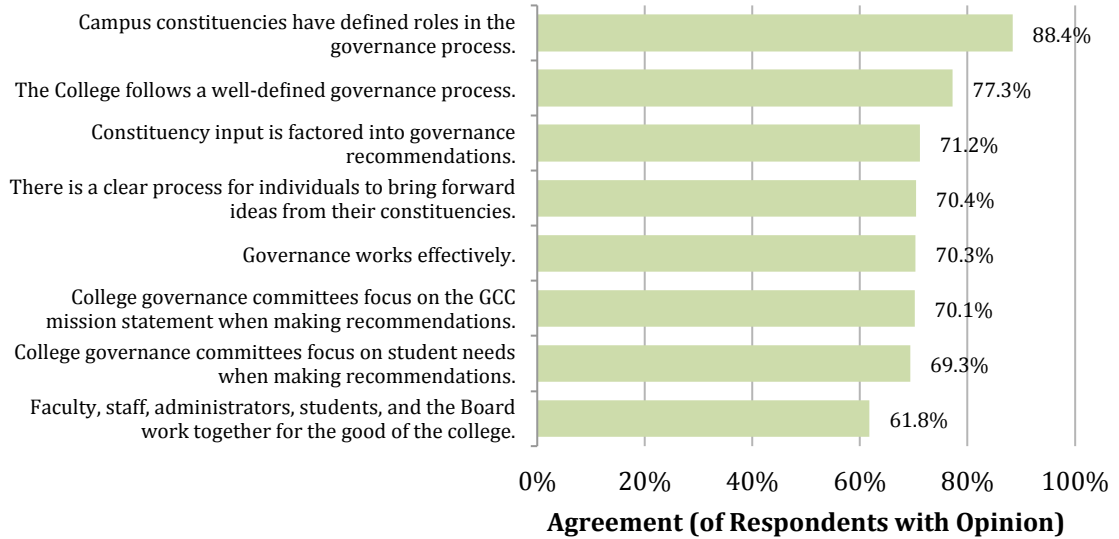 Campus constituencies have defined roles in the
governance process.
88.4%
The College follows a well-defined governance process.
77.3%
Constituency input is factored into governance
recommendations.
71.2%
There is a clear process for individuals to bring forward
ideas from their constituencies.
70.4%
Governance works effectively.
70.3%
College governance committees focus on the GCC
mission statement when making recommendations.
70.1%
College governance committees focus on student needs
when making recommendations.
69.3%
Faculty, staff, administrators, students, and the Board
work together for the good of the college.
61.8%
0% 20% 40% 60% 80% 100%
Agreement (of Respondents with Opinion)